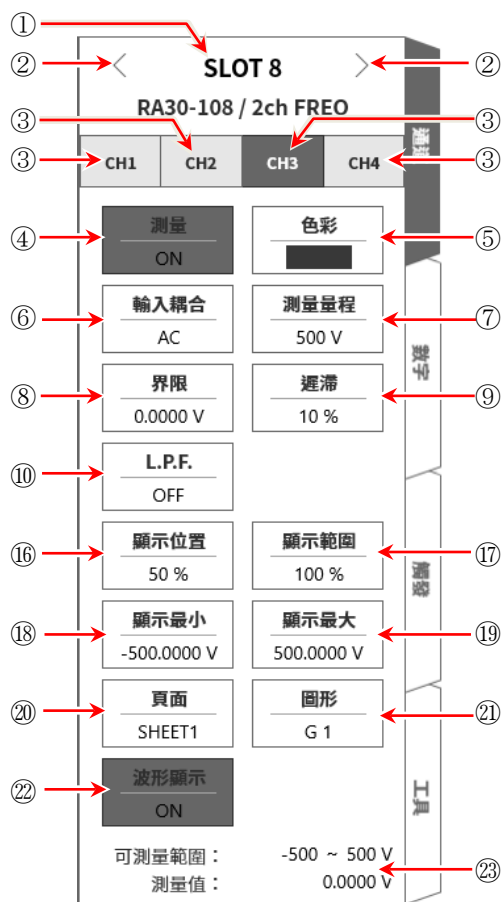 ①
② < SLOT 8 > ②
RA30-108 / 2ch FREO
③ ③
③ CH1 CH2 CH3 CH4 ③
通道
④ 測量 色彩 ⑤
ON
⑥ 輸入耦合 測量量程 ⑦
AC 500 V
數字
⑧ 界限 遲滯 ⑨
0.0000 V 10 %
⑩ L.P.F.
OFF
⑯ 顯示位置 顯示範圍 ⑰
50 % 100 %
觸發
⑱ 顯示最小 顯示最大 ⑲
-500.0000 V 500.0000 V
⑳ 頁面 圖形 ㉑
SHEET1 G 1
㉒ 波形顯示
ON
工具
可測量範圍： -500 ~ 500 V
測量值： 0.0000 V ㉓